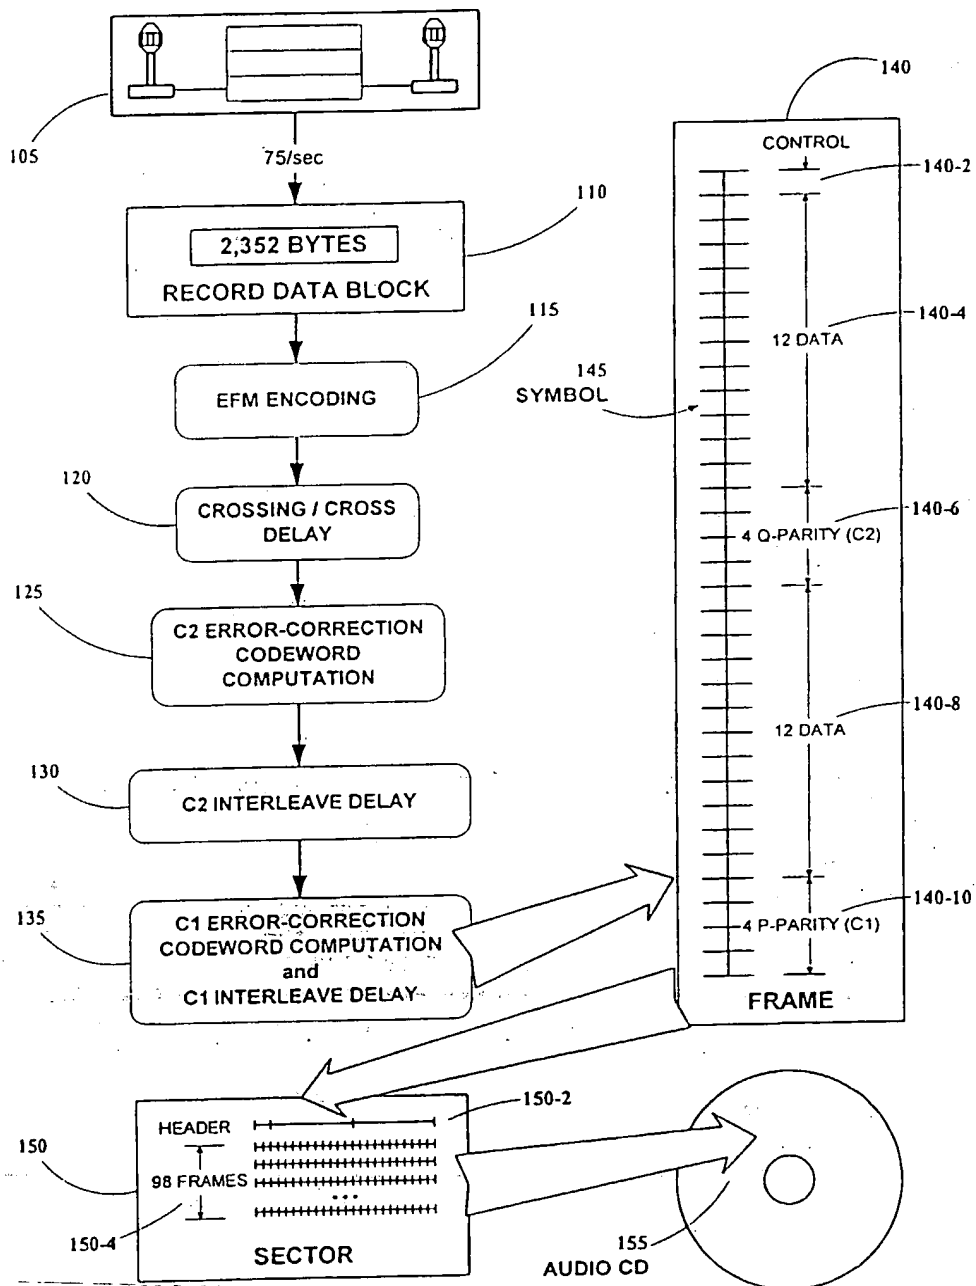 105
75/sec
110
2,352 BYTES
RECORD DATA BLOCK
115
EFM ENCODING
120
CROSSING / CROSS
DELAY
125
C2 ERROR-CORRECTION
CODEWORD
COMPUTATION
130
C2 INTERLEAVE DELAY
135
C1 ERROR-CORRECTION
CODEWORD COMPUTATION
and
C1 INTERLEAVE DELAY
140
CONTROL
140-2
140-4
12 DATA
145
SYMBOL
140-6
4 Q-PARITY (C2)
140-8
12 DATA
140-10
4 P-PARITY (C1)
FRAME
150-2
HEADER
150
98 FRAMES
...
150-4
SECTOR
155
AUDIO CD